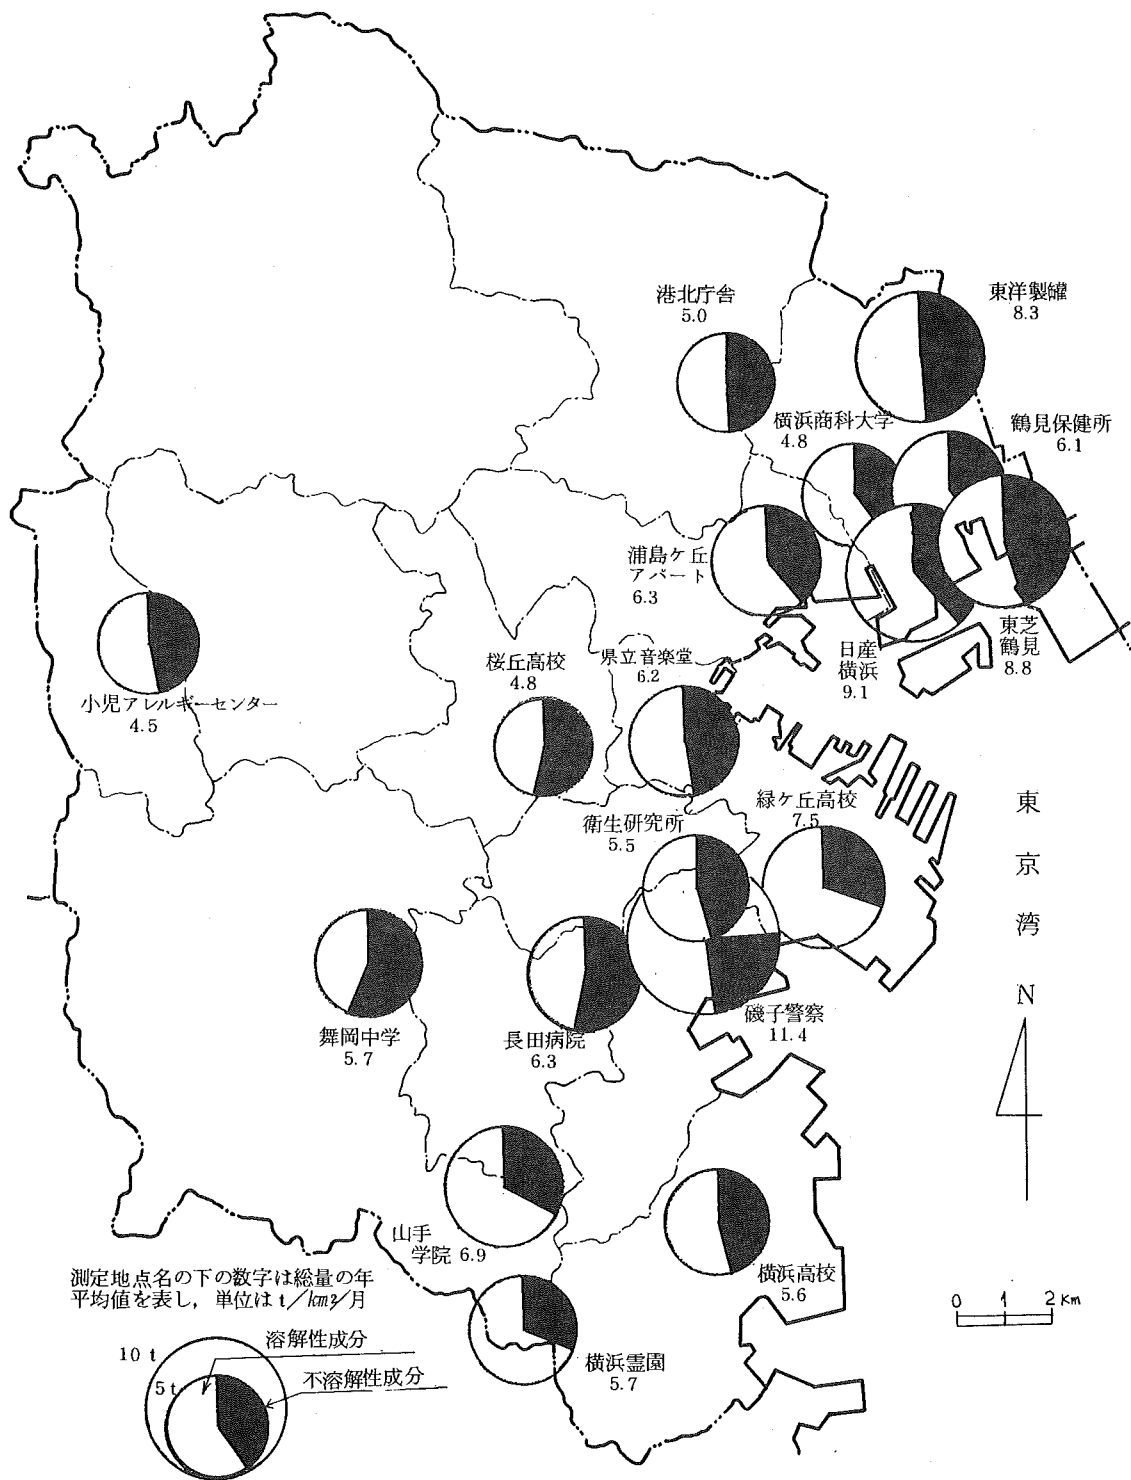 港北庁舎
5.0
東洋製罐
8.3
横浜商科大学
4.8
鶴見保健所
6.1
浦島ケ丘
アパート
6.3
日産
横浜
9.1
東芝
鶴見
8.8
小児アレルギーセンター
4.5
桜丘高校
4.8
県立音楽堂
6.2
衛生研究所
5.5
緑ケ丘高校
7.5
東
京
湾
N
舞岡中学
5.7
長田病院
6.3
磯子警察
11.4
山手
学院 6.9
横浜高校
5.6
横浜霊園
5.7
0 1 2 Km
測定地点名の下の数字は総量の年
平均値を表し,単位は t/km²/月
10 t
溶解性成分
5 t
不溶解性成分